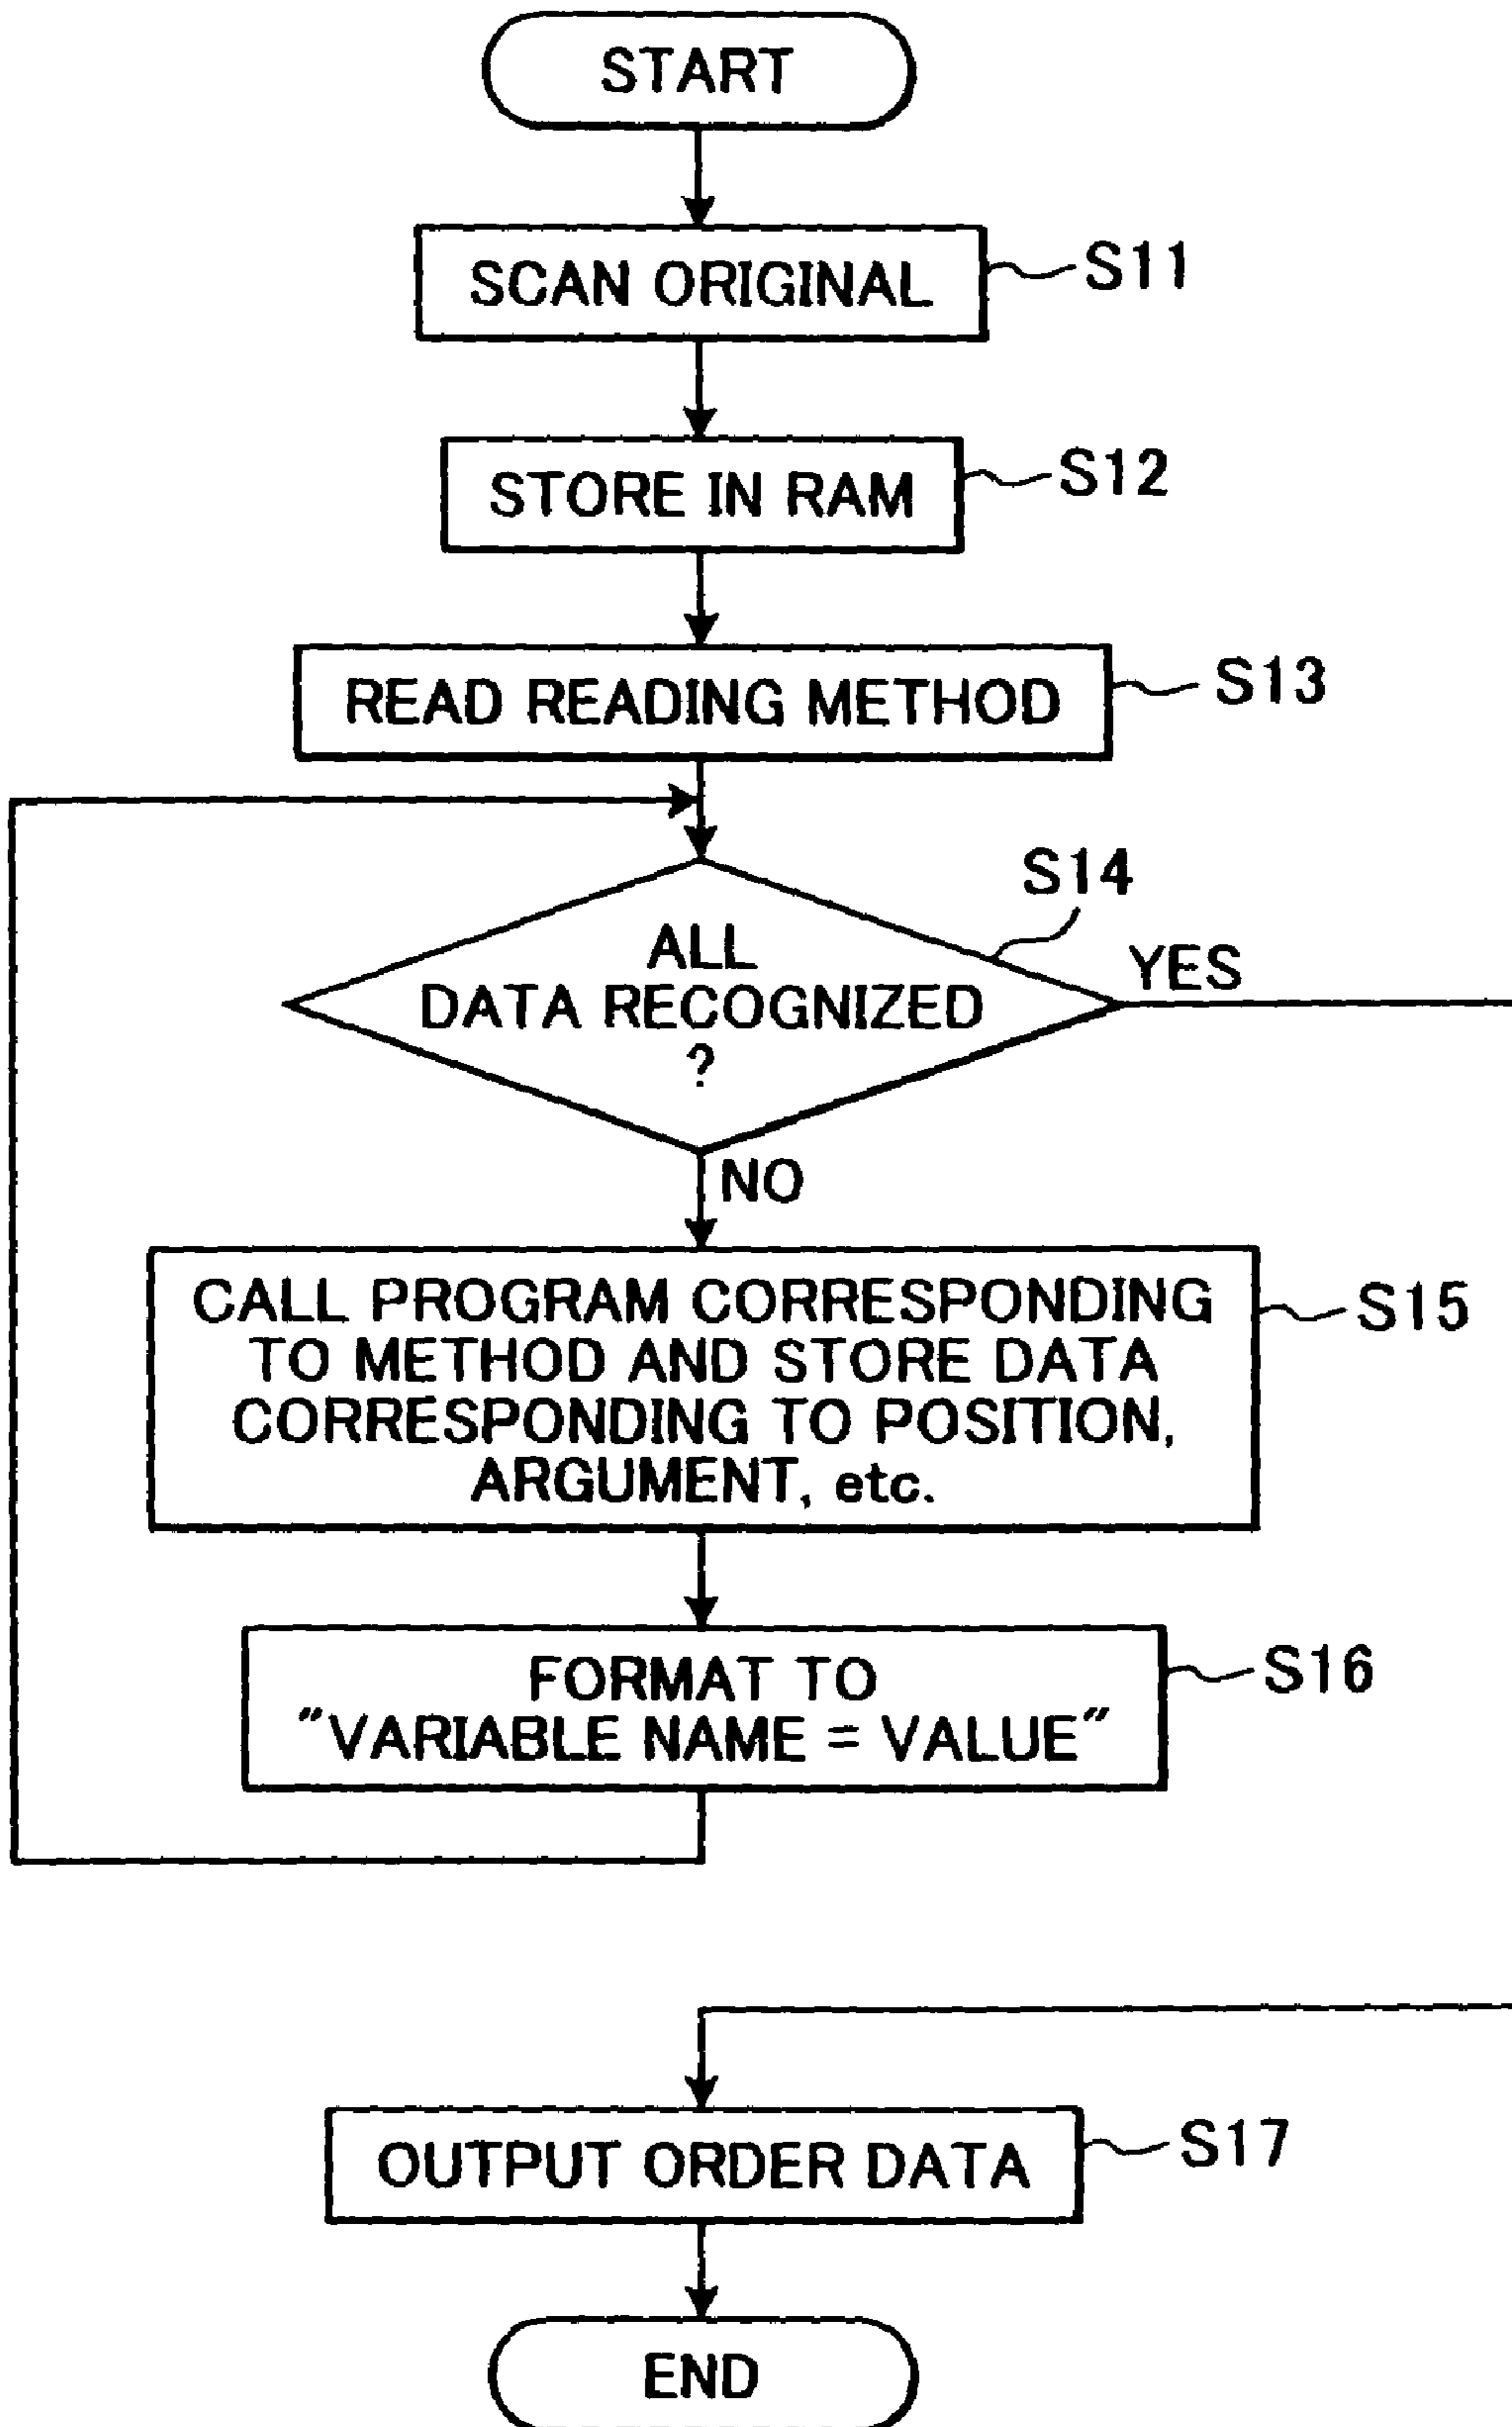 START
SCAN ORIGINAL
S11
STORE IN RAM
S12
READ READING METHOD
S13
S14
ALL
DATA RECOGNIZED
?
YES
NO
CALL PROGRAM CORRESPONDING
TO METHOD AND STORE DATA
CORRESPONDING TO POSITION,
ARGUMENT, etc.
S15
FORMAT TO
"VARIABLE NAME = VALUE"
S16
OUTPUT ORDER DATA
S17
END